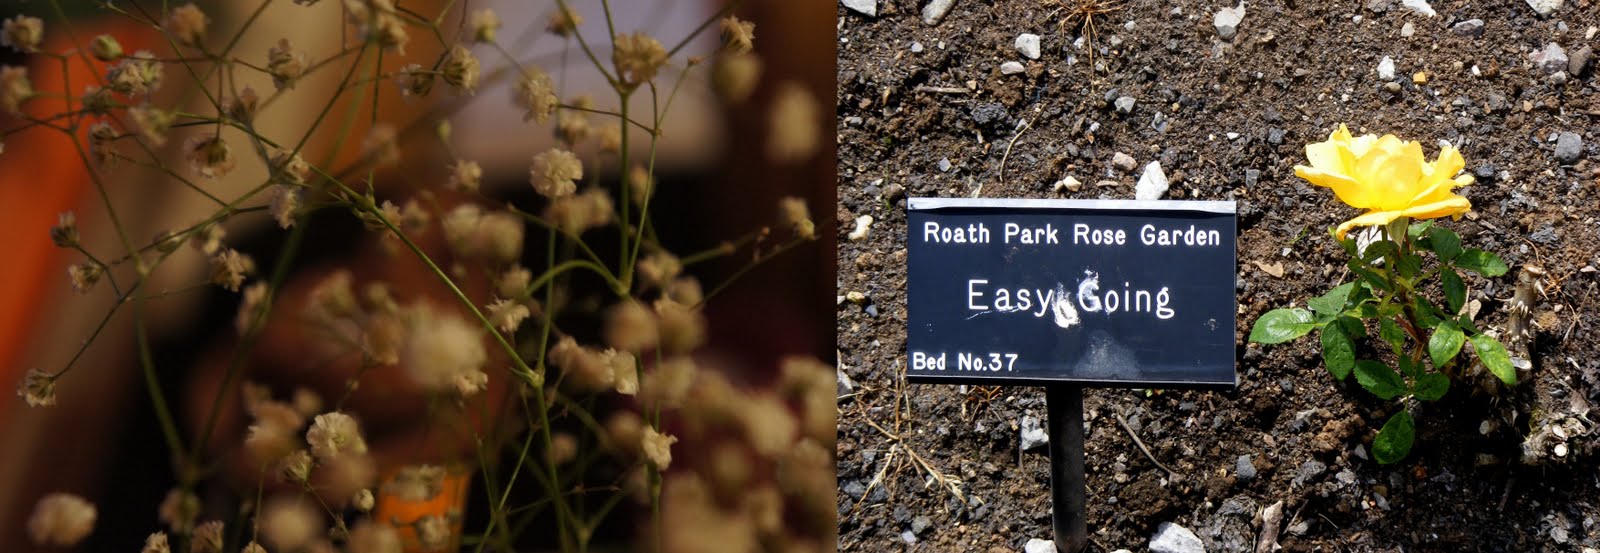 Roath Park Rose Garden
Easy Going
Bed No.37